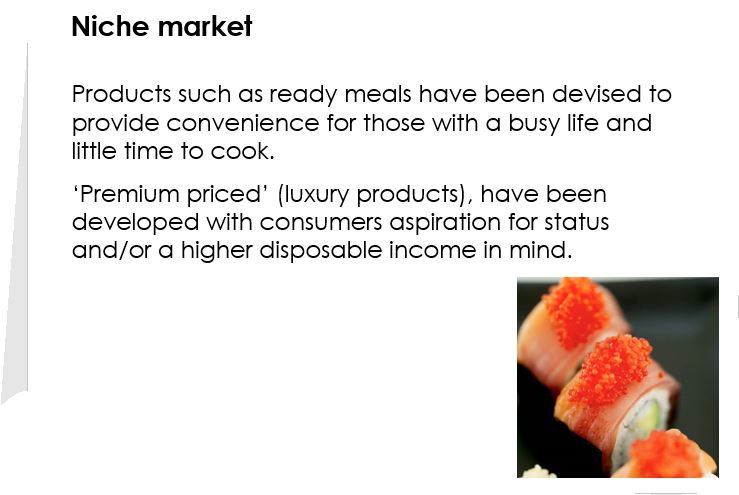 Niche market
Products such as ready meals have been devised to
provide convenience for those with a busy life and
little time to cook.
‘Premium priced’ (luxury products), have been
developed with consumers aspiration for status
and/or a higher disposable income in mind.